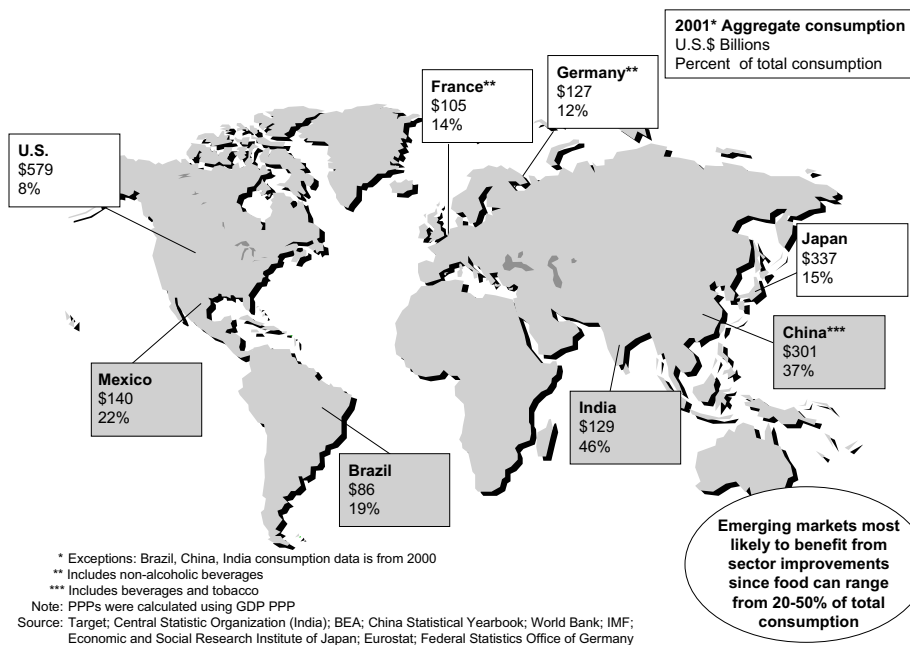 2001* Aggregate consumption
U.S.$ Billions
Percent of total consumption
Germany**
$127
12%
France**
$105
14%
U.S.
$579
8%
Japan
$337
15%
China***
$301
37%
Mexico
$140
22%
India
$129
46%
Brazil
$86
19%
Emerging markets most
likely to benefit from
sector improvements
since food can range
from 20-50% of total
consumption
* Exceptions: Brazil, China, India consumption data is from 2000
** Includes non-alcoholic beverages
*** Includes beverages and tobacco
Note: PPPs were calculated using GDP PPP
Source: Target; Central Statistic Organization (India); BEA; China Statistical Yearbook; World Bank; IMF;
Economic and Social Research Institute of Japan; Eurostat; Federal Statistics Office of Germany